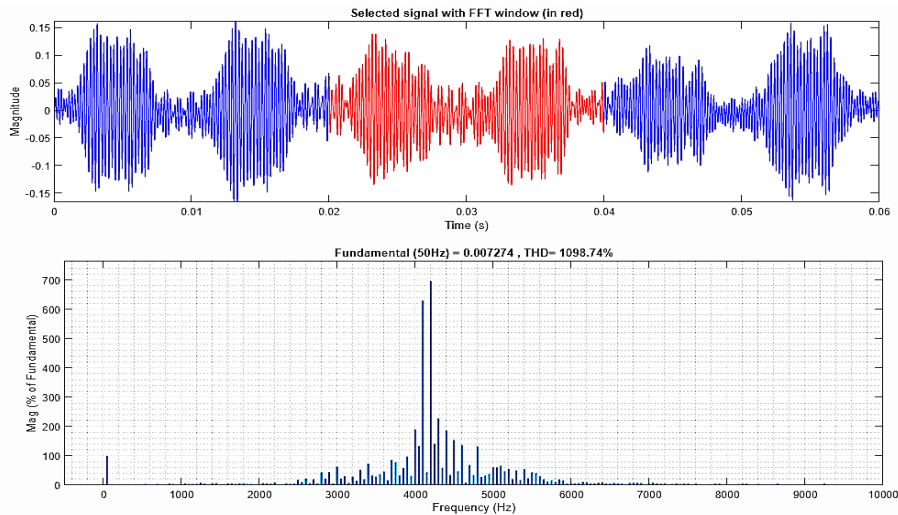 Selected signal with FFT window (in red)
0.15
0.1
0.05
0
-0.05
-0.1
-0.15
Magnitude
0 0.01 0.02 0.03 0.04 0.05 0.06
Time (s)
Fundamental (50Hz) = 0.007274 , THD= 1098.74%
700
600
500
400
300
200
100
0
Mag (% of Fundamental)
0 1000 2000 3000 4000 5000 6000 7000 8000 9000 10000
Frequency (Hz)